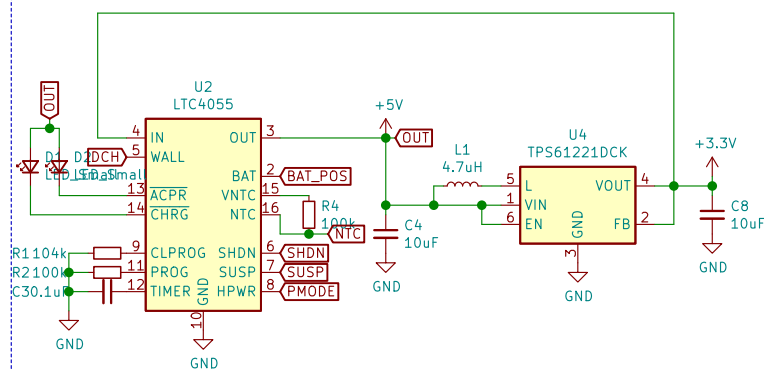 OUT
U2
LTC4055
+5V
OUT
L1
4.7uH
U4
TPS61221DCK
+3.3V
D1
D2
DCH
LED_Small
LED_Small
4
IN
OUT
3
5
WALL
BAT
2
BAT_POS
13
ACPR
VNTC
15
14
CHRG
NTC
16
R4
100k
NTC
R1
104k
9
CLPROG
SHDN
6
SHDN
R2
100k
11
PROG
SUSP
7
SUSP
C3
0.1uF
12
TIMER
HPWR
8
PMODE
GND
10
GND
GND
C4
10uF
GND
5
L
VOUT
4
1
VIN
6
EN
FB
2
GND
3
GND
C8
10uF
GND